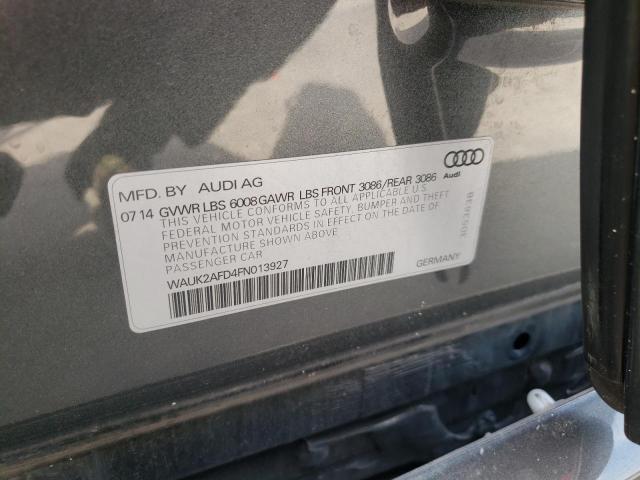 MFD. BY AUDI AG
07 14 GVWR LBS 6008 GAWR LBS FRONT 3086/REAR 3086
THIS VEHICLE CONFORMS TO ALL APPLICABLE U.S.
FEDERAL MOTOR VEHICLE SAFETY, BUMPER AND THEFT
PREVENTION STANDARDS IN EFFECT ON THE DATE OF
MANUFACTURE SHOWN ABOVE
PASSENGER CAR
WAUK2AFD4FN013927
Audi
GERMANY